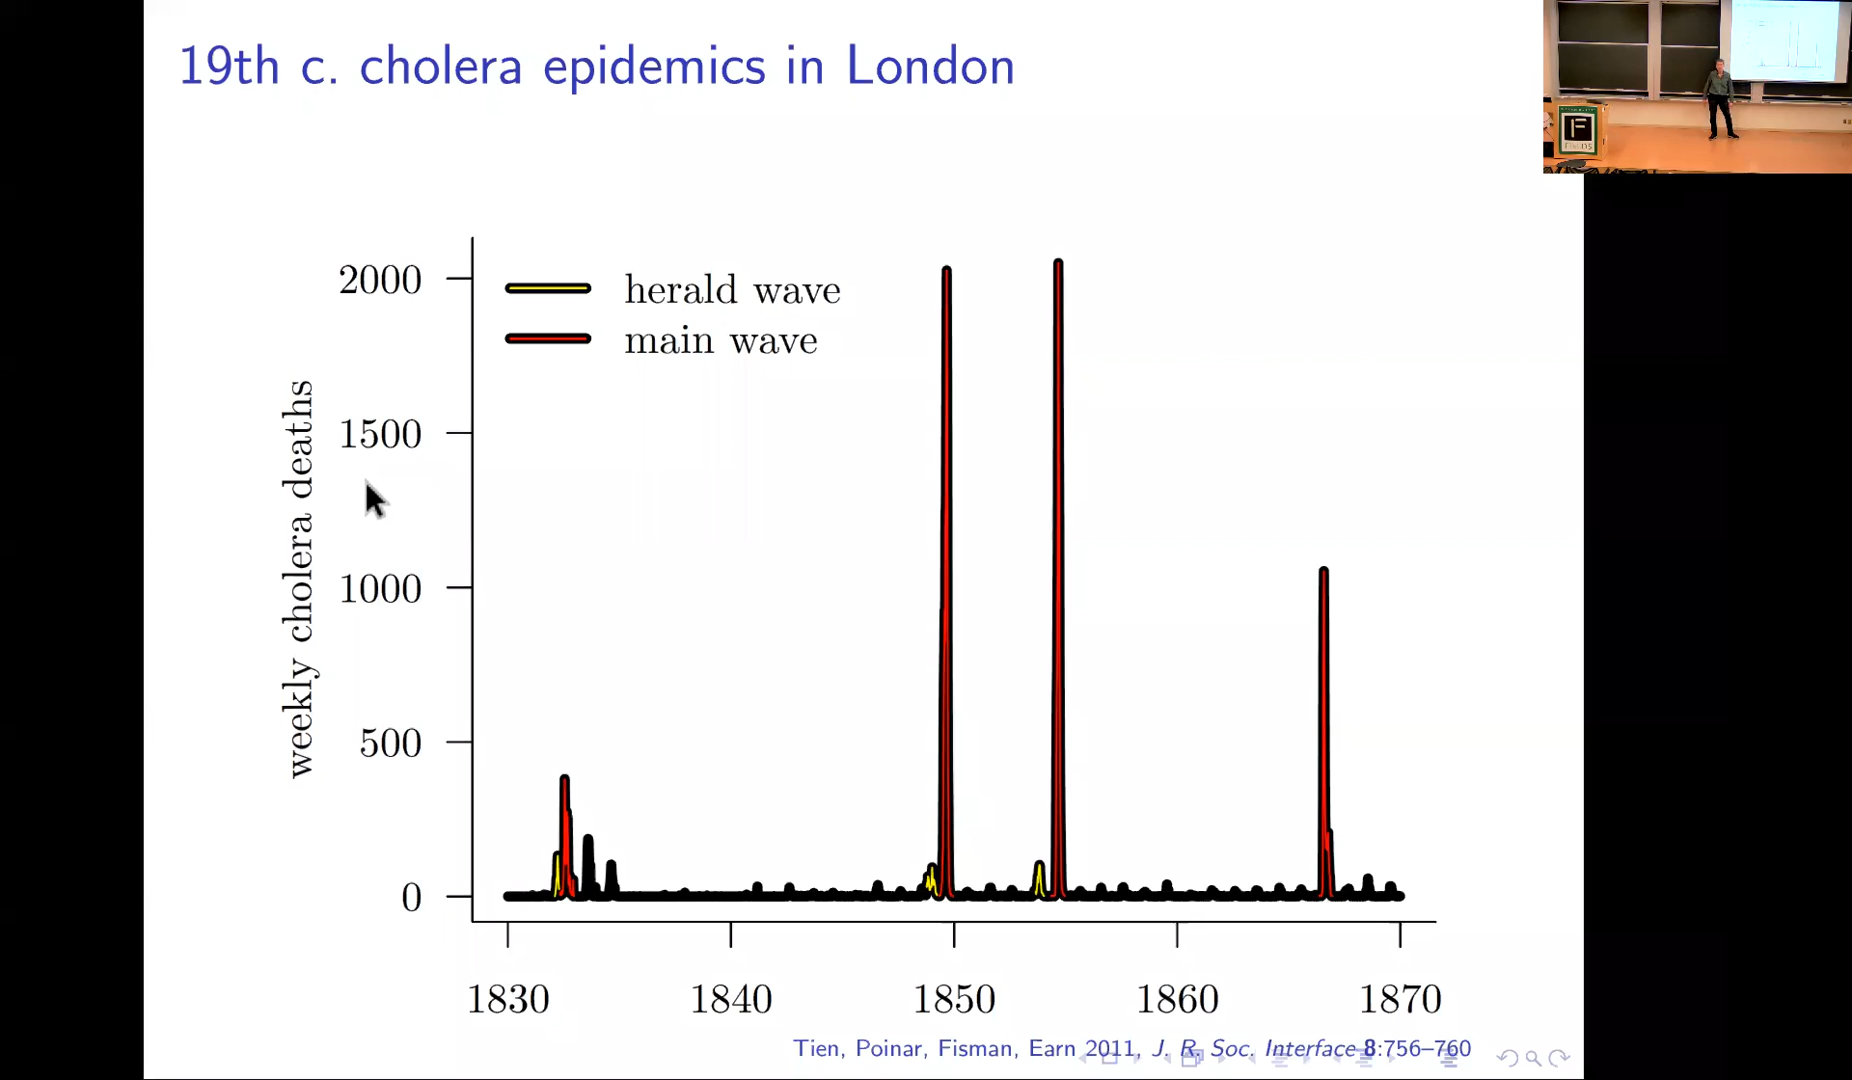 19th c. cholera epidemics in London
herald wave
main wave
weekly cholera deaths
2000
1500
1000
500
0
1830 1840 1850 1860 1870
Tien, Poinar, Fisman, Earn 2011, J. R. Soc. Interface 8:756–760
F
FIELDS